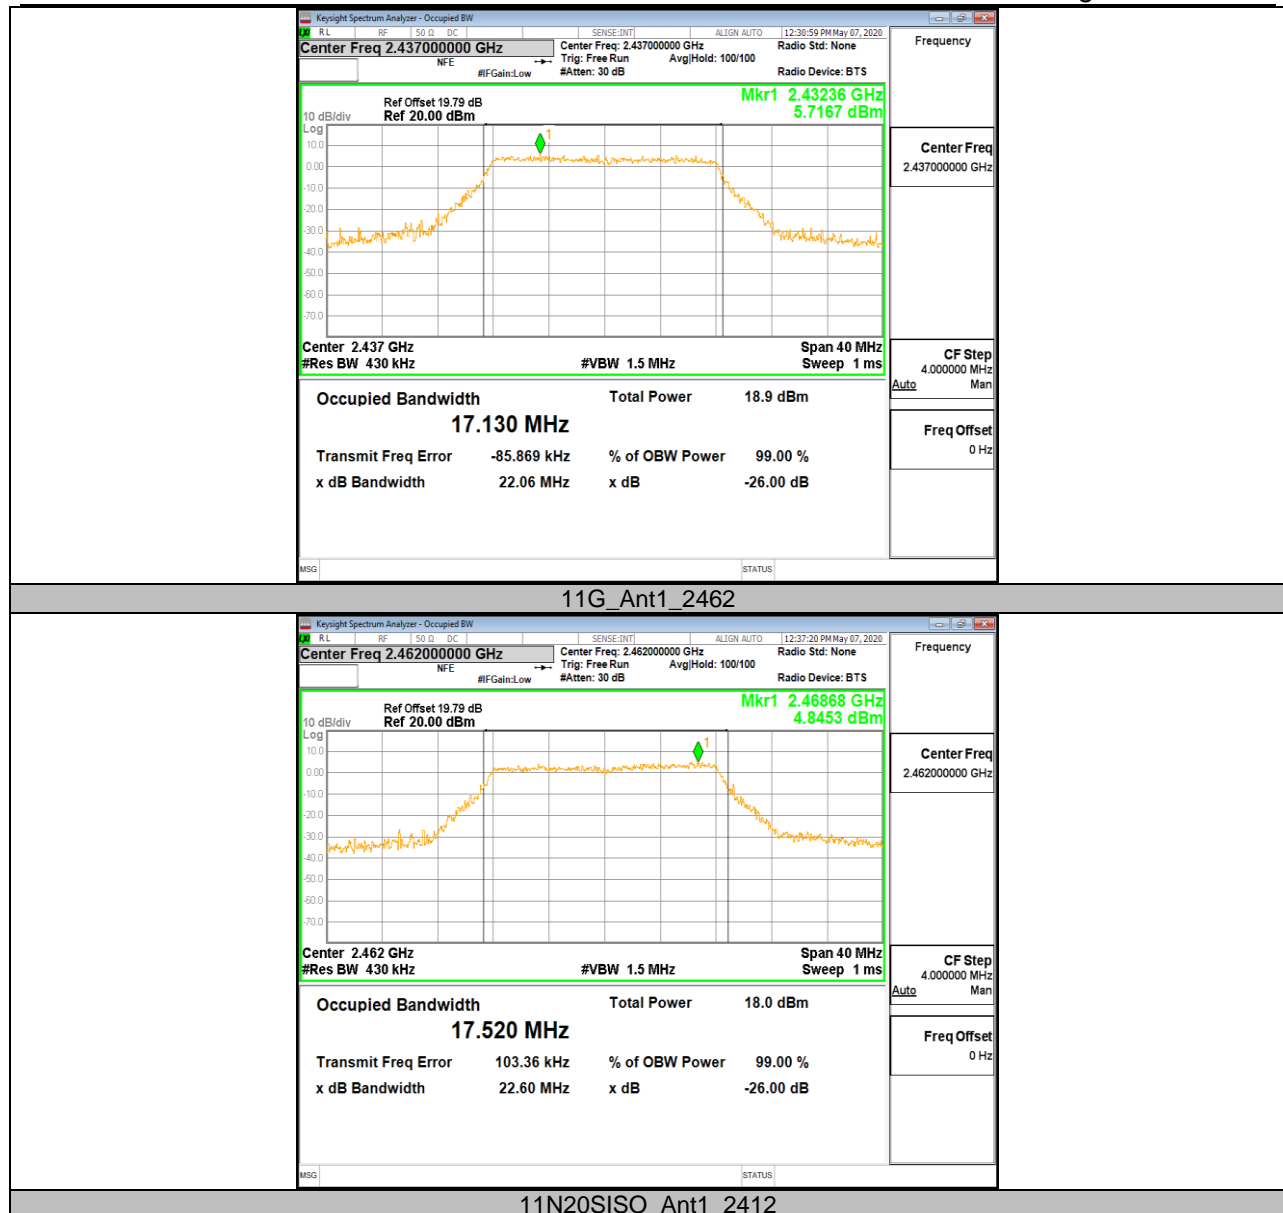 Keysight Spectrum Analyzer - Occupied BW
RL RF 50 Ω DC SENSE:INT ALIGN AUTO 12:30:59 PM May 07, 2020
Center Freq 2.437000000 GHz Center Freq: 2.437000000 GHz Radio Std: None Frequency
NFE Trig: Free Run Avg|Hold: 100/100
#IFGain:Low #Atten: 30 dB Radio Device: BTS
Mkr1 2.43236 GHz
5.7167 dBm
Ref Offset 19.79 dB
10 dB/div Ref 20.00 dBm
Log
1
10.0
0.00
-10.0
-20.0
-30.0
-40.0
-50.0
-60.0
-70.0
Center Freq
2.437000000 GHz
Center 2.437 GHz Span 40 MHz
#Res BW 430 kHz #VBW 1.5 MHz Sweep 1 ms
CF Step
4.000000 MHz
Auto Man
Occupied Bandwidth Total Power 18.9 dBm
17.130 MHz
Freq Offset
0 Hz
Transmit Freq Error -85.869 kHz % of OBW Power 99.00 %
x dB Bandwidth 22.06 MHz x dB -26.00 dB
MSG STATUS
11G_Ant1_2462
Keysight Spectrum Analyzer - Occupied BW
RL RF 50 Ω DC SENSE:INT ALIGN AUTO 12:37:20 PM May 07, 2020
Center Freq 2.462000000 GHz Center Freq: 2.462000000 GHz Radio Std: None Frequency
NFE Trig: Free Run Avg|Hold: 100/100
#IFGain:Low #Atten: 30 dB Radio Device: BTS
Mkr1 2.46868 GHz
4.8453 dBm
Ref Offset 19.79 dB
10 dB/div Ref 20.00 dBm
Log
1
10.0
0.00
-10.0
-20.0
-30.0
-40.0
-50.0
-60.0
-70.0
Center Freq
2.462000000 GHz
Center 2.462 GHz Span 40 MHz
#Res BW 430 kHz #VBW 1.5 MHz Sweep 1 ms
CF Step
4.000000 MHz
Auto Man
Occupied Bandwidth Total Power 18.0 dBm
17.520 MHz
Freq Offset
0 Hz
Transmit Freq Error 103.36 kHz % of OBW Power 99.00 %
x dB Bandwidth 22.60 MHz x dB -26.00 dB
MSG STATUS
11N20SISO_Ant1_2412